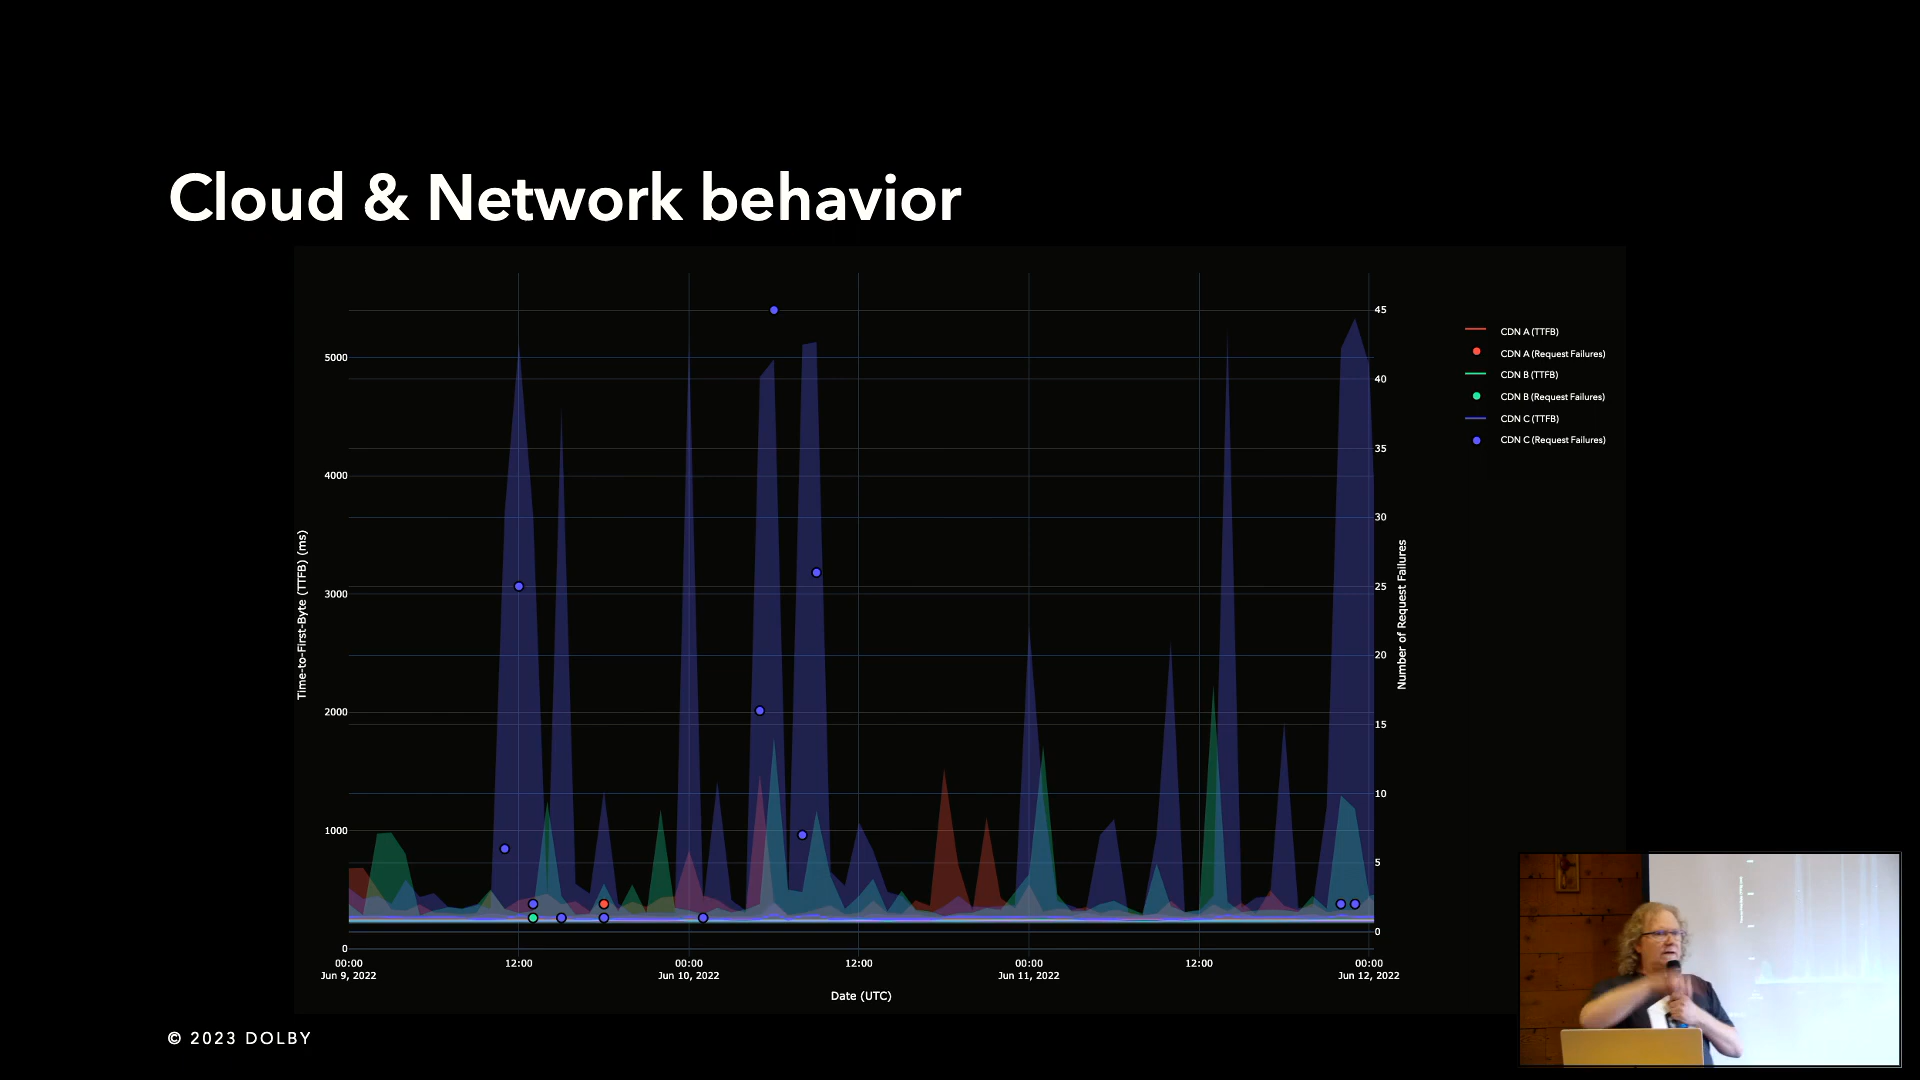 Cloud & Network behavior
45
CDN A (TTFB)
CDN A (Request Failures)
CDN B (TTFB)
CDN B (Request Failures)
CDN C (TTFB)
CDN C (Request Failures)
5000
40
35
4000
30
Time-to-First-Byte (TTFB) (ms)
Number of Request Failures
25
3000
20
2000
15
10
1000
5
0
0
00:00
Jun 9, 2022
12:00
00:00
Jun 10, 2022
12:00
00:00
Jun 11, 2022
12:00
00:00
Jun 12, 2022
Date (UTC)
© 2023 DOLBY